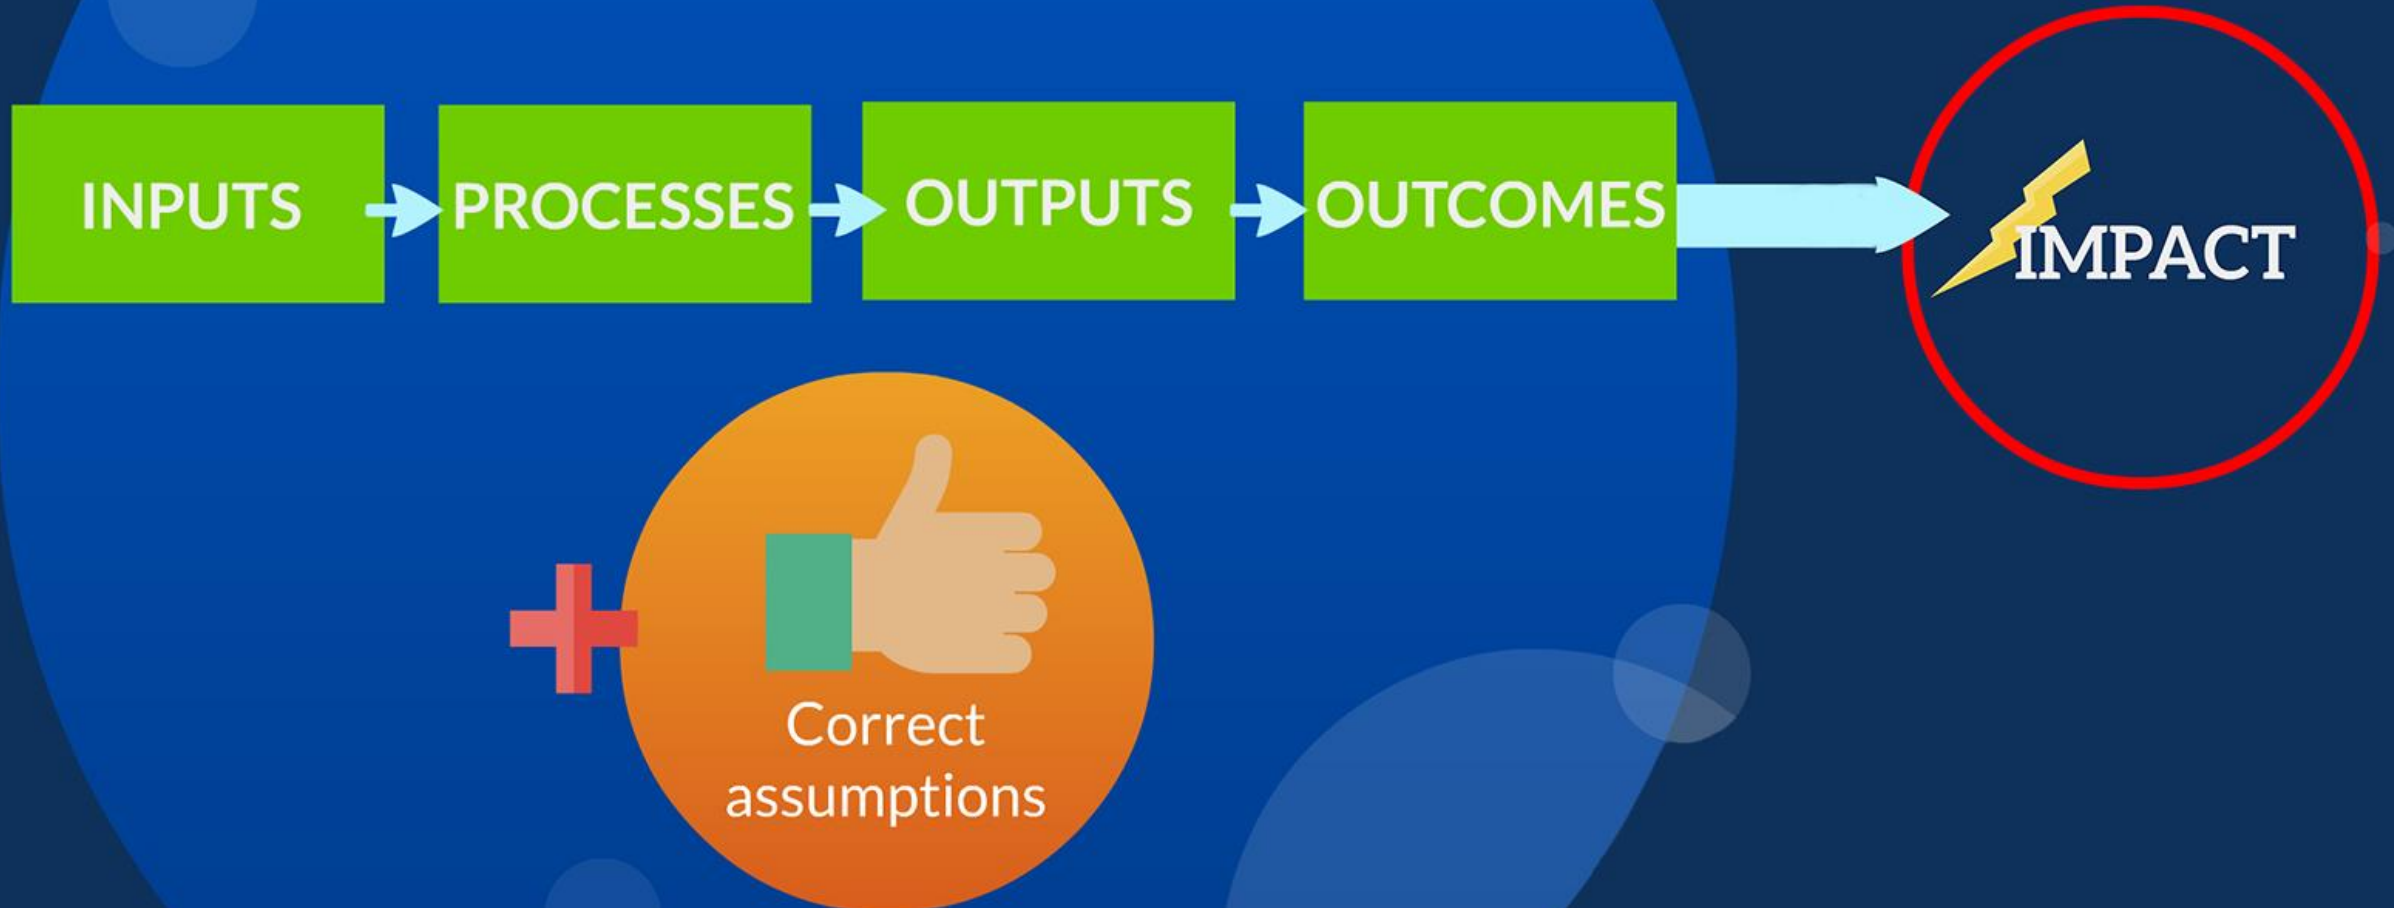 INPUTS
PROCESSES
OUTPUTS
OUTCOMES
IMPACT
Correct
assumptions